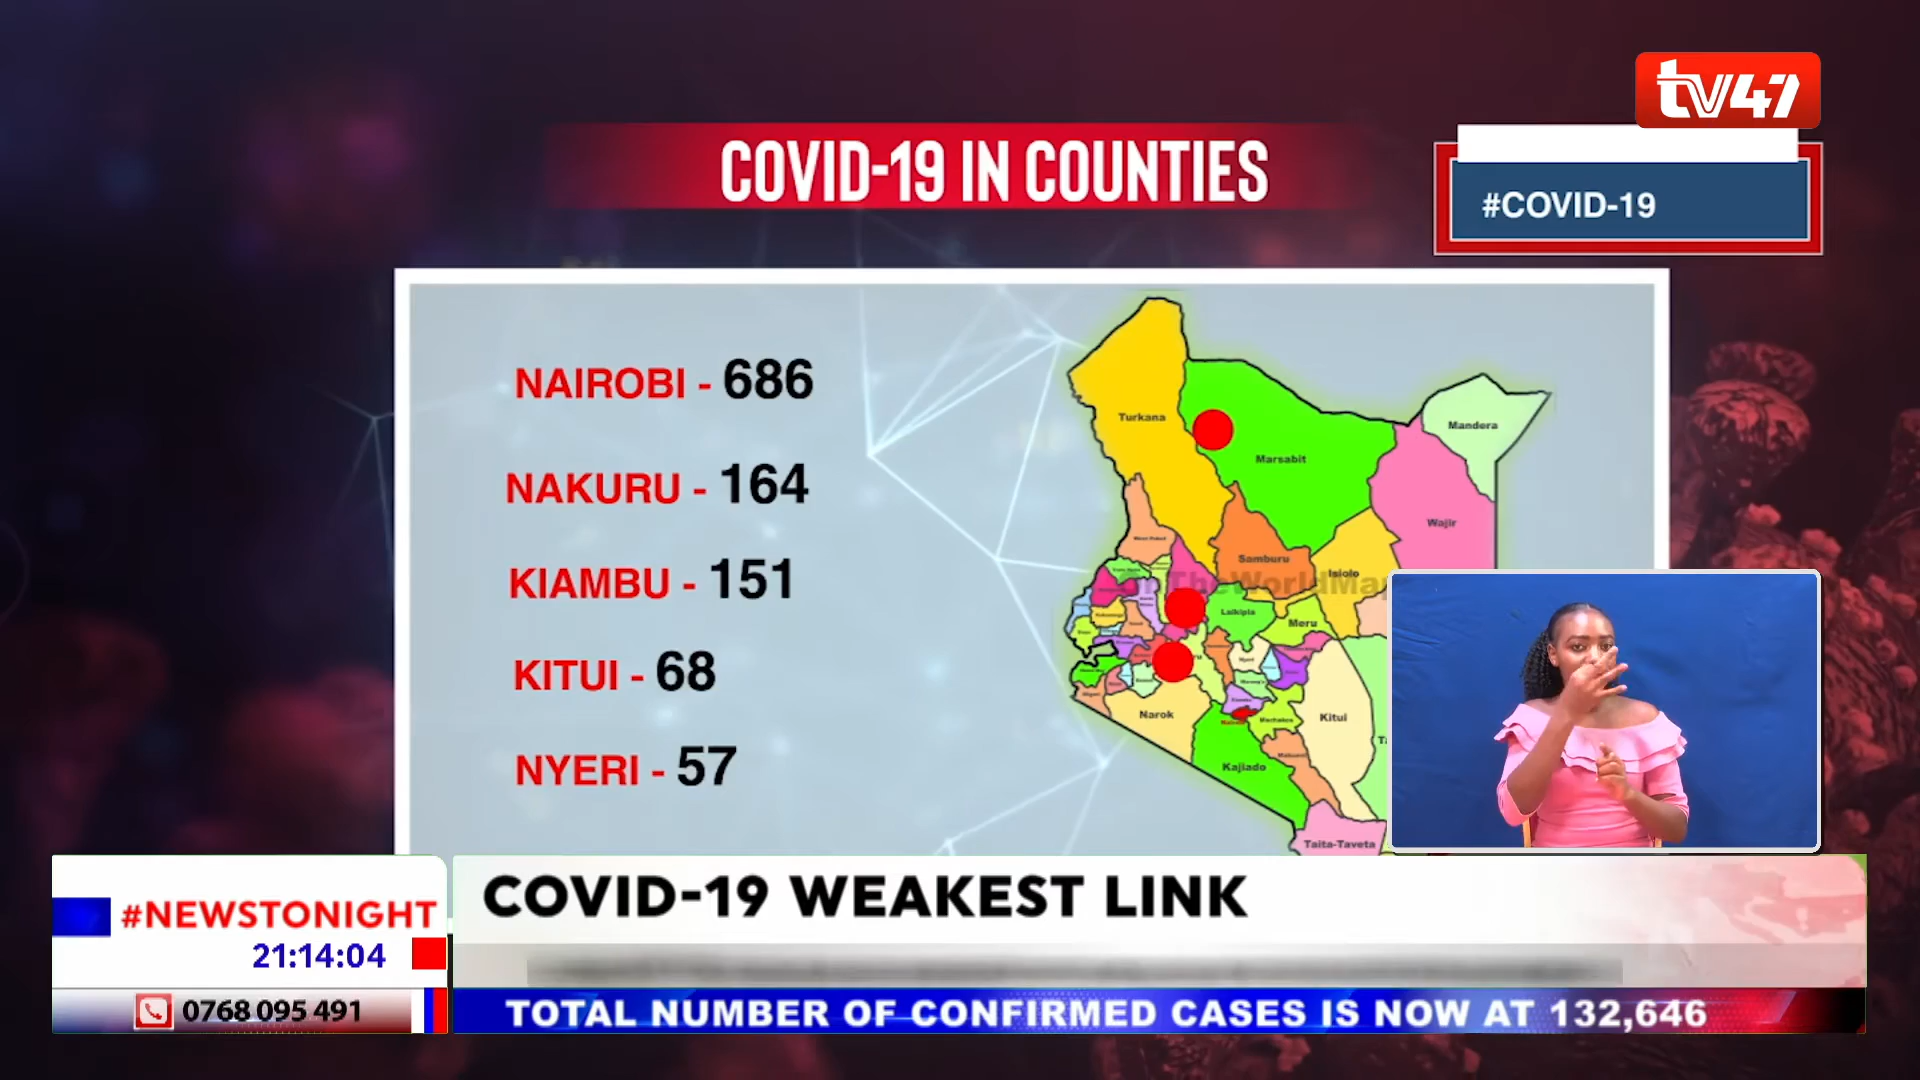 tv47
COVID-19 IN COUNTIES
#COVID-19
NAIROBI - 686
NAKURU - 164
KIAMBU - 151
KITUI - 68
NYERI - 57
Turkana
Marsabit
Mandera
Wajir
Samburu
Isiolo
nTheWorldMap
Laikipia
Meru
Narok
Kitui
Kajiado
Taita-Taveta
COVID-19 WEAKEST LINK
#NEWSTONIGHT
21:14:04
0768 095 491
TOTAL NUMBER OF CONFIRMED CASES IS NOW AT 132,646